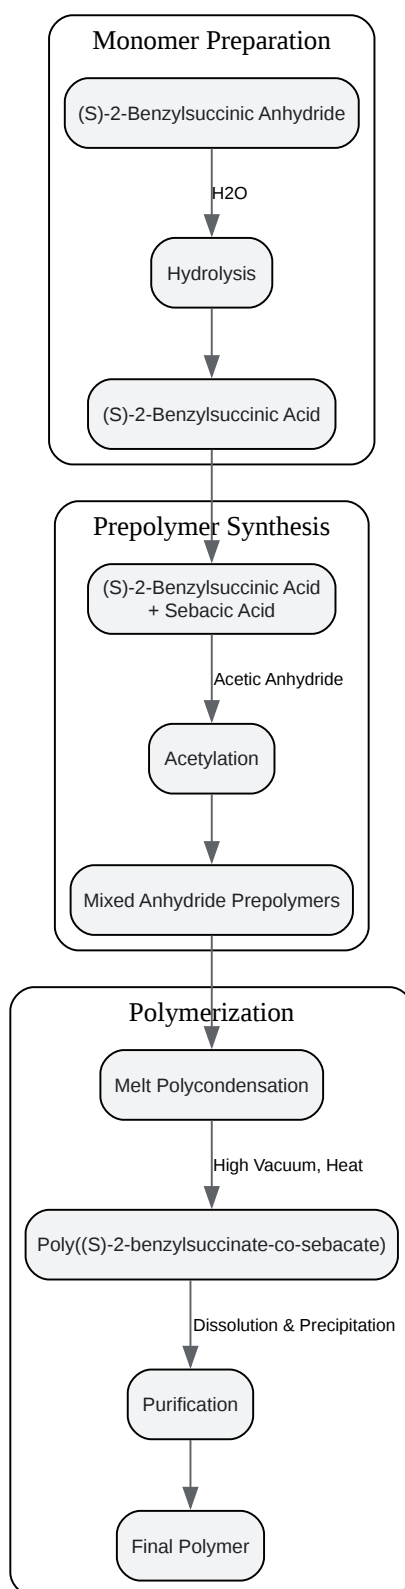 Monomer Preparation
(S)-2-Benzylsuccinic Anhydride
H2O
Hydrolysis
(S)-2-Benzylsuccinic Acid
Prepolymer Synthesis
(S)-2-Benzylsuccinic Acid
+ Sebacic Acid
Acetic Anhydride
Acetylation
Mixed Anhydride Prepolymers
Polymerization
Melt Polycondensation
High Vacuum, Heat
Poly((S)-2-benzylsuccinate-co-sebacate)
Dissolution & Precipitation
Purification
Final Polymer